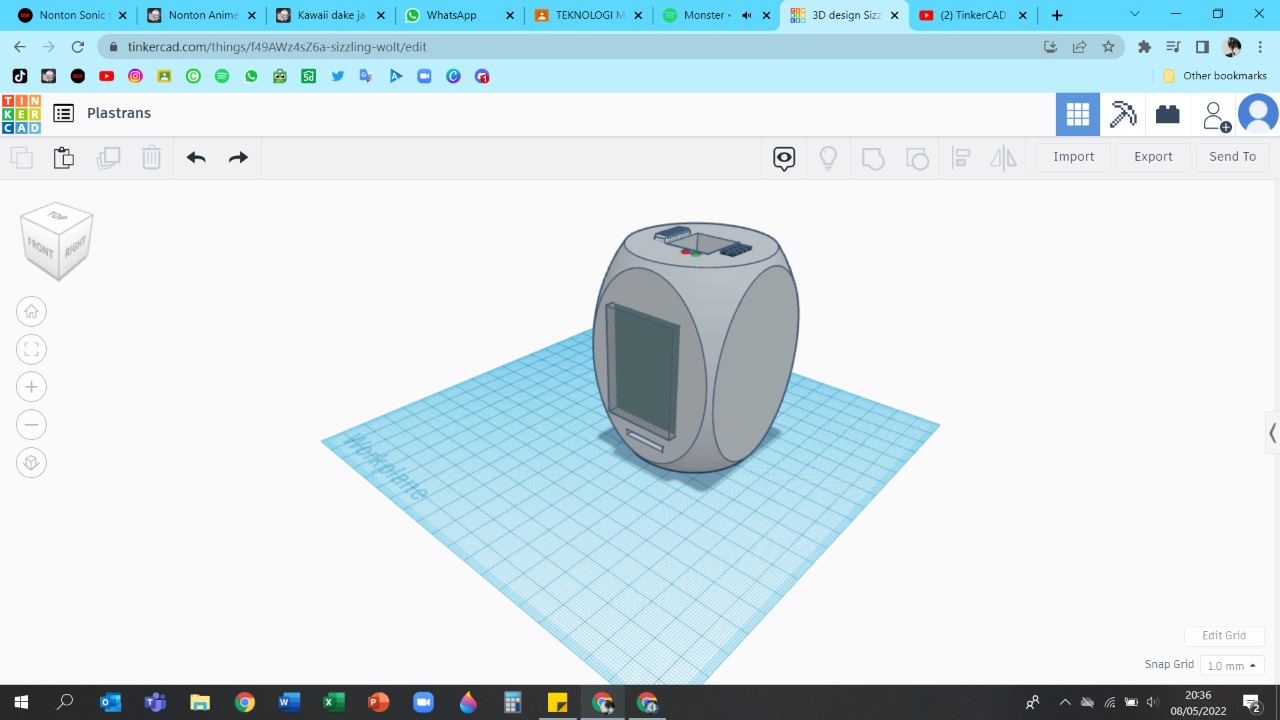 Nonton Sonic t
Nonton Anime
Kawaii dake ja
WhatsApp
TEKNOLOGI M
Monster •
3D design Sizz
(2) TinkerCAD
tinkercad.com/things/f49AWz4sZ6a-sizzling-wolt/edit
Other bookmarks
TIN
KER
CAD
Plastrans
Import
Export
Send To
TOP
FRONT
RIGHT
Workplane
Edit Grid
Snap Grid
1.0 mm
20:36
08/05/2022
2